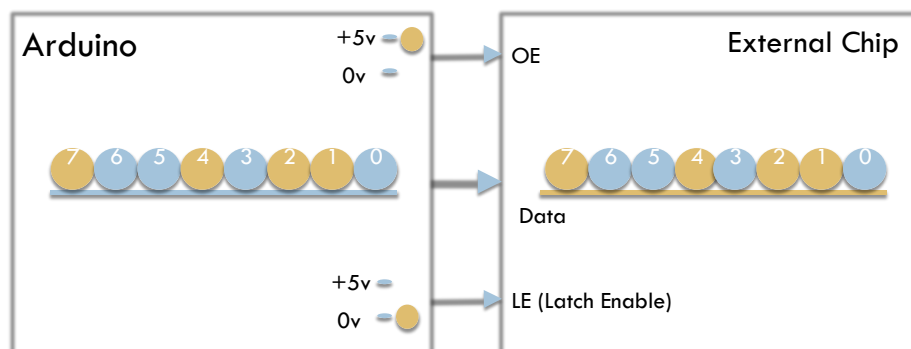 Arduino
+5v
0v
OE
External Chip
7 6 5 4 3 2 1 0
7 6 5 4 3 2 1 0
Data
+5v
0v
LE (Latch Enable)